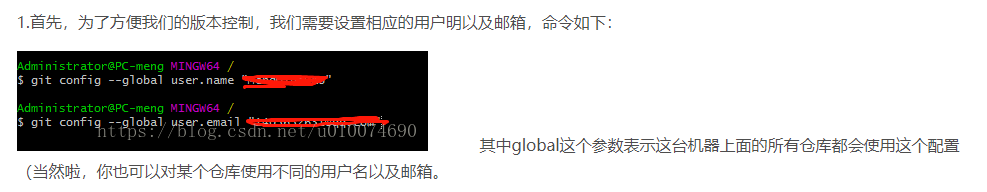 1.首先，为了方便我们的版本控制，我们需要设置相应的用户明以及邮箱，命令如下：
Administrator@PC-meng MINGW64 /
$ git config --global user.name "
Administrator@PC-meng MINGW64 /
$ git config --global user.email "
https://blog.csdn.net/u010074690
其中global这个参数表示这台机器上面的所有仓库都会使用这个配置
（当然啦，你也可以对某个仓库使用不同的用户名以及邮箱。